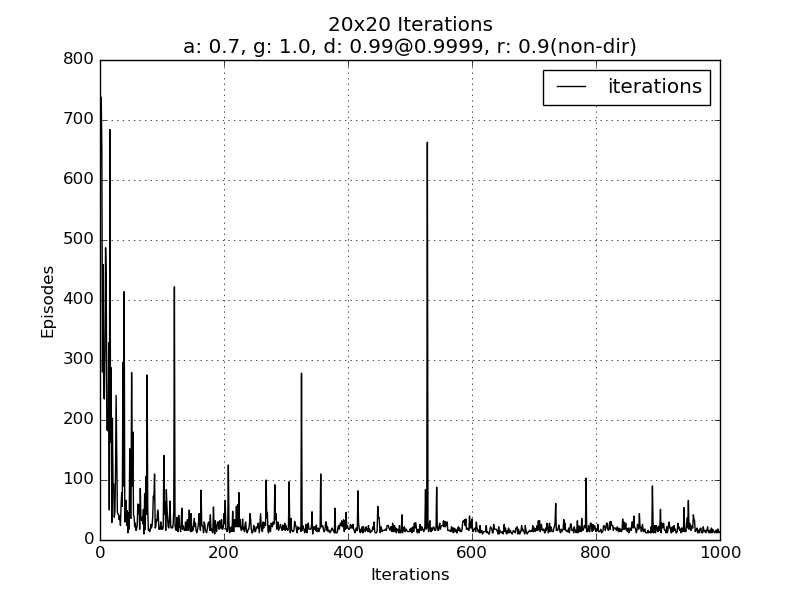 20x20 Iterations
a: 0.7, g: 1.0, d: 0.99@0.9999, r: 0.9(non-dir)
iterations
800
700
600
500
400
300
200
100
0
Episodes
0 200 400 600 800 1000
Iterations